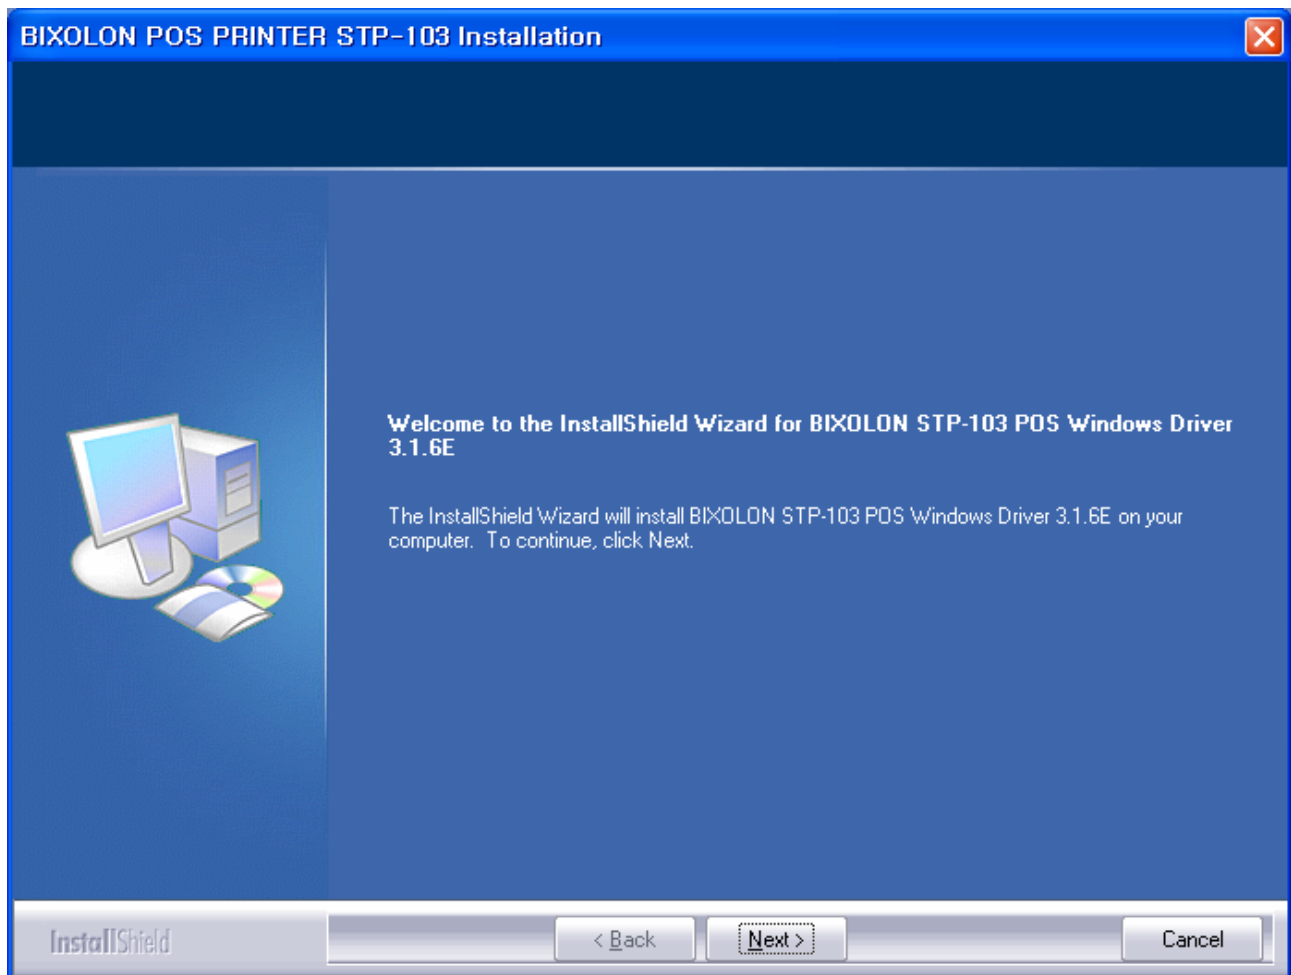 BIXOLON POS PRINTER STP-103 Installation
Welcome to the InstallShield Wizard for BIXOLON STP-103 POS Windows Driver
3.1.6E
The InstallShield Wizard will install BIXOLON STP-103 POS Windows Driver 3.1.6E on your
computer.  To continue, click Next.
InstallShield
< Back
Next >
Cancel